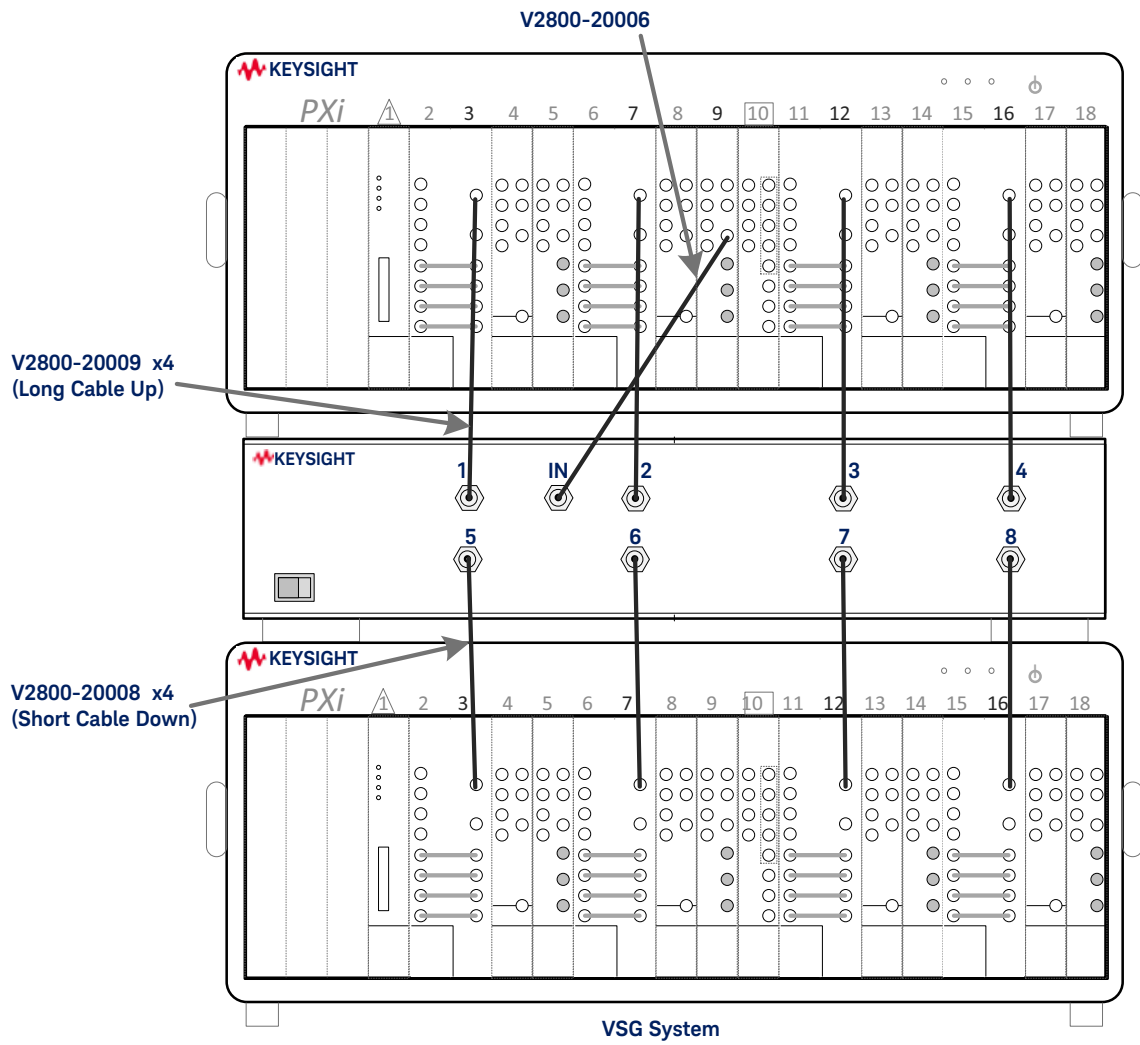 V2800-20006
KEYSIGHT
PXi 1 2 3 4 5 6 7 8 9 10 11 12 13 14 15 16 17 18
V2800-20009 x4
(Long Cable Up)
KEYSIGHT
1 IN 2 3 4
5 6 7 8
KEYSIGHT
V2800-20008 x4
(Short Cable Down)
PXi 1 2 3 4 5 6 7 8 9 10 11 12 13 14 15 16 17 18
VSG System